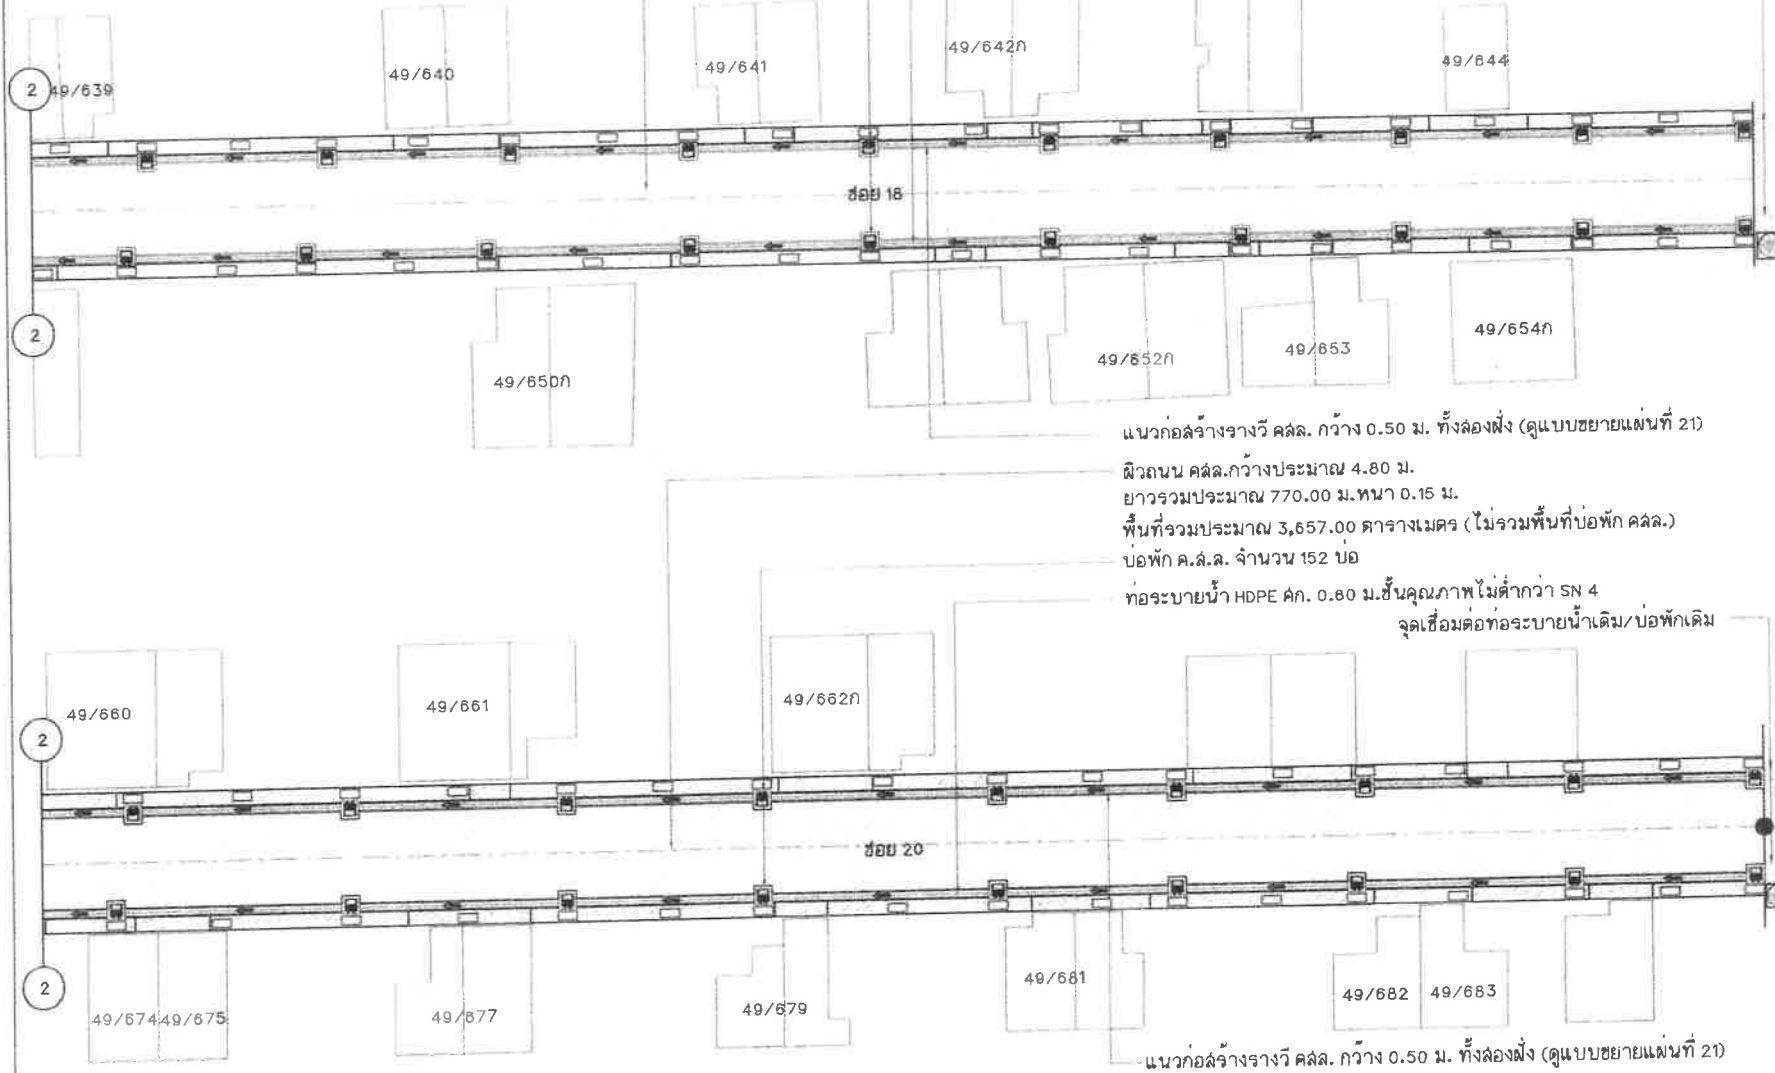 49/639
49/640
49/641
49/642ก
49/644
2
ซ่อย 18
2
49/650ก
49/652ก
49/653
49/654ก
แนวก่อสร้างรางวี คสล. กว้าง 0.50 ม. ทั้งสองฝั่ง (ดูแบบขยายแผ่นที่ 21)
ผิวถนน คสล.กว้างประมาณ 4.80 ม.
ยาวรวมประมาณ 770.00 ม.หนา 0.15 ม.
พื้นที่รวมประมาณ 3,657.00 ตารางเมตร (ไม่รวมพื้นที่บ่อพัก คสล.)
บ่อพัก ค.ส.ล. จำนวน 152 บ่อ
ท่อระบายน้ำ HDPE ศก. 0.60 ม.ชั้นคุณภาพไม่ต่ำกว่า SN 4
จุดเชื่อมต่อท่อระบายน้ำเดิม/บ่อพักเดิม
49/660
49/661
49/662ก
2
ซ่อย 20
2
49/674
49/675
49/677
49/679
49/681
49/682
49/683
แนวก่อสร้างรางวี คสล. กว้าง 0.50 ม. ทั้งสองฝั่ง (ดูแบบขยายแผ่นที่ 21)